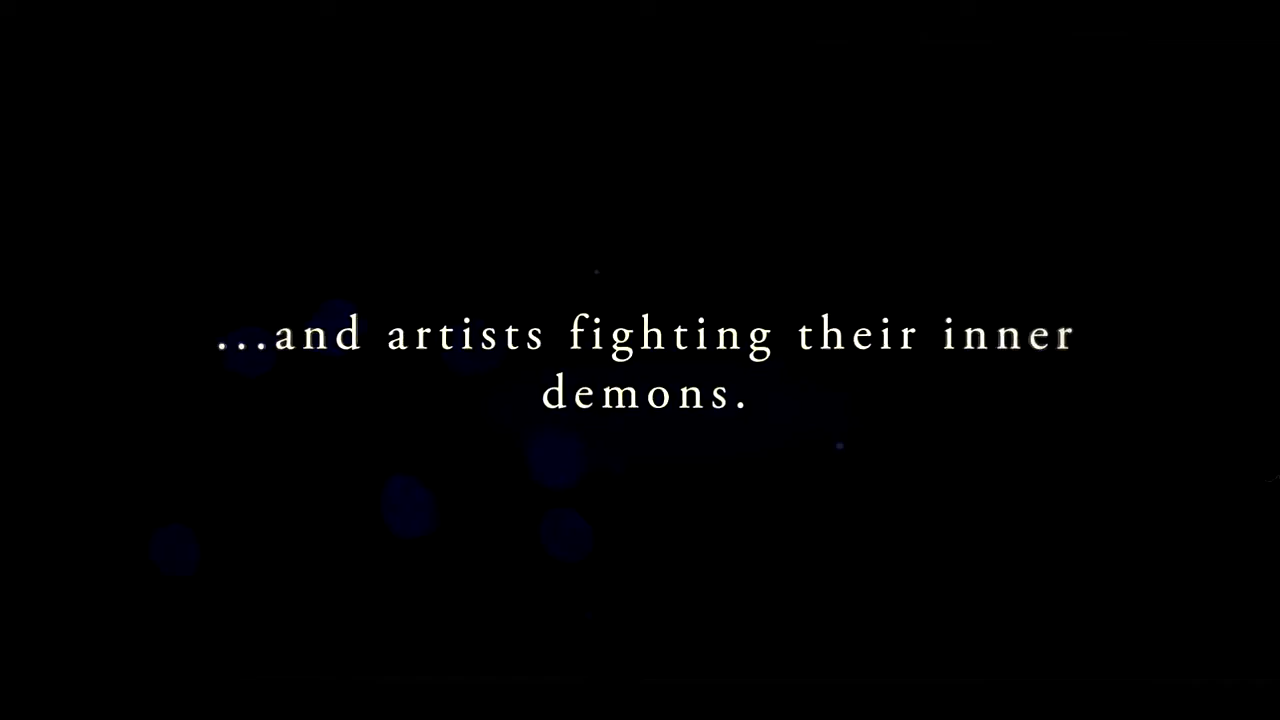 ...and artists fighting their inner
demons.